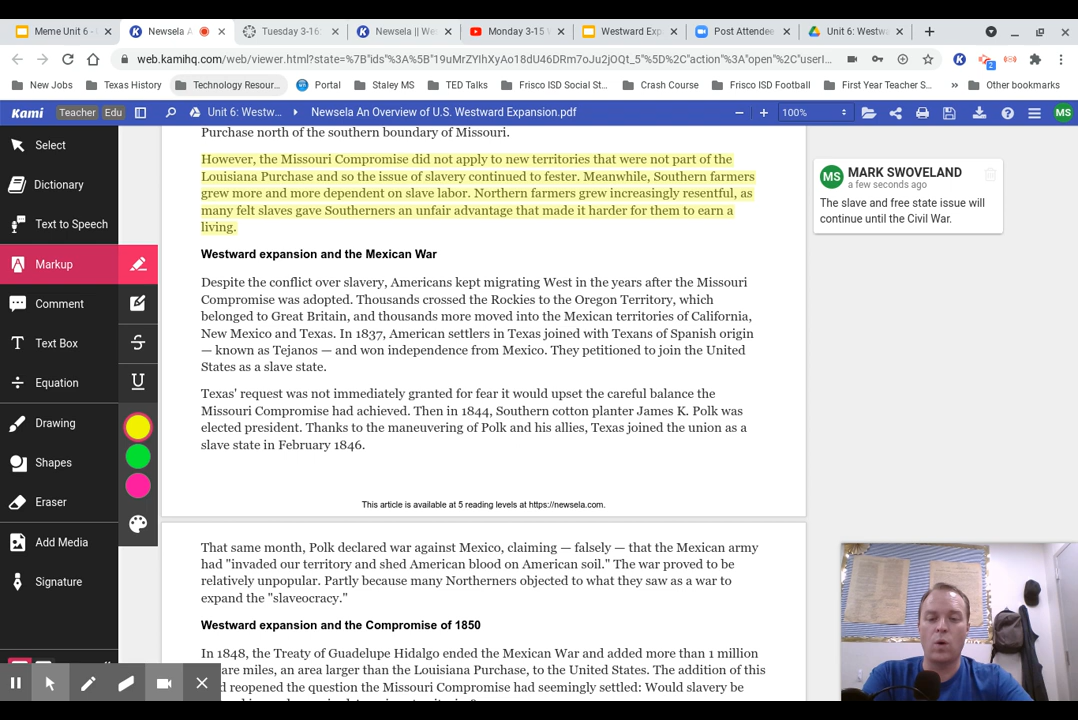 Meme Unit 6 -
Newsela A
Tuesday 3-16:
Newsela || We
Monday 3-15 W
Westward Exp
Post Attendee
Unit 6: Westwa
web.kamihq.com/web/viewer.html?state=%7B"ids"%3A%5B"19uMrZYlhXyAo18dU46DRm7oJu2jOQt_5"%5D%2C"action"%3A"open"%2C"userI...
New Jobs
Texas History
Technology Resour...
Portal
Staley MS
TED Talks
Frisco ISD Social St...
Crash Course
Frisco ISD Football
First Year Teacher S...
»
Other bookmarks
Kami
Teacher
Edu
Unit 6: Westw...
Newsela An Overview of U.S. Westward Expansion.pdf
100%
MS
Select
Dictionary
Text to Speech
Markup
Comment
Text Box
Equation
Drawing
Shapes
Eraser
Add Media
Signature
Purchase north of the southern boundary of Missouri.
However, the Missouri Compromise did not apply to new territories that were not part of the
Louisiana Purchase and so the issue of slavery continued to fester. Meanwhile, Southern farmers
grew more and more dependent on slave labor. Northern farmers grew increasingly resentful, as
many felt slaves gave Southerners an unfair advantage that made it harder for them to earn a
living.
Westward expansion and the Mexican War
Despite the conflict over slavery, Americans kept migrating West in the years after the Missouri
Compromise was adopted. Thousands crossed the Rockies to the Oregon Territory, which
belonged to Great Britain, and thousands more moved into the Mexican territories of California,
New Mexico and Texas. In 1837, American settlers in Texas joined with Texans of Spanish origin
— known as Tejanos — and won independence from Mexico. They petitioned to join the United
States as a slave state.
Texas' request was not immediately granted for fear it would upset the careful balance the
Missouri Compromise had achieved. Then in 1844, Southern cotton planter James K. Polk was
elected president. Thanks to the maneuvering of Polk and his allies, Texas joined the union as a
slave state in February 1846.
This article is available at 5 reading levels at https://newsela.com.
That same month, Polk declared war against Mexico, claiming — falsely — that the Mexican army
had "invaded our territory and shed American blood on American soil." The war proved to be
relatively unpopular. Partly because many Northerners objected to what they saw as a war to
expand the "slaveocracy."
Westward expansion and the Compromise of 1850
In 1848, the Treaty of Guadelupe Hidalgo ended the Mexican War and added more than 1 million
are miles, an area larger than the Louisiana Purchase, to the United States. The addition of this
reopened the question the Missouri Compromise had seemingly settled: Would slavery be
MS
MARK SWOVELAND
a few seconds ago
The slave and free state issue will
continue until the Civil War.